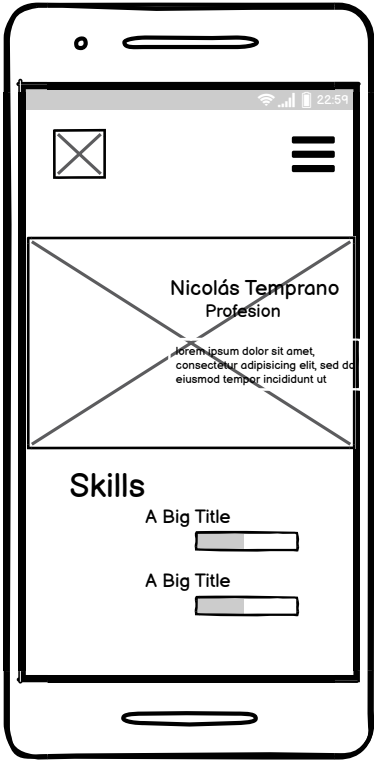 22:59
Nicolás Temprano
Profesion
lorem ipsum dolor sit amet,
consectetur adipisicing elit, sed do
eiusmod tempor incididunt ut
Skills
A Big Title
A Big Title